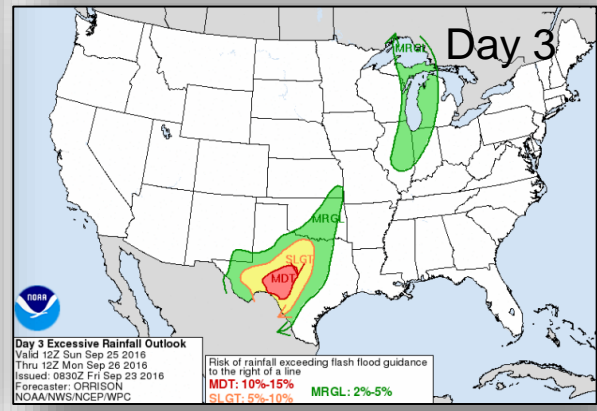 Day 3
MRGL
MRGL
SLGT
MDT
NOAA
Day 3 Excessive Rainfall Outlook
Valid 12Z Sun Sep 25 2016
Thru 12Z Mon Sep 26 2016
Issued: 0830Z Fri Sep 23 2016
Forecaster: ORRISON
NOAA/NWS/NCEP/WPC
Risk of rainfall exceeding flash flood guidance
to the right of a line
MDT: 10%-15%
SLGT: 5%-10%
MRGL: 2%-5%